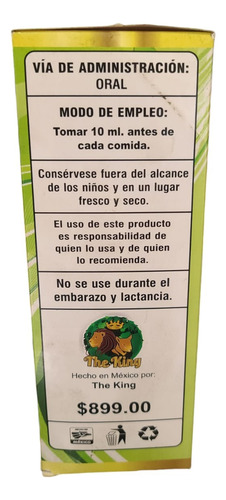 VÍA DE ADMINISTRACIÓN:
ORAL
MODO DE EMPLEO:
Tomar 10 ml. antes de
cada comida.
Consérvese fuera del alcance
de los niños y en un lugar
fresco y seco.
El uso de este producto
es responsabilidad de
quien lo usa y de quien
lo recomienda.
No se use durante el
embarazo y lactancia.
The King
Hecho en México por:
The King
$899.00
MÉXICO